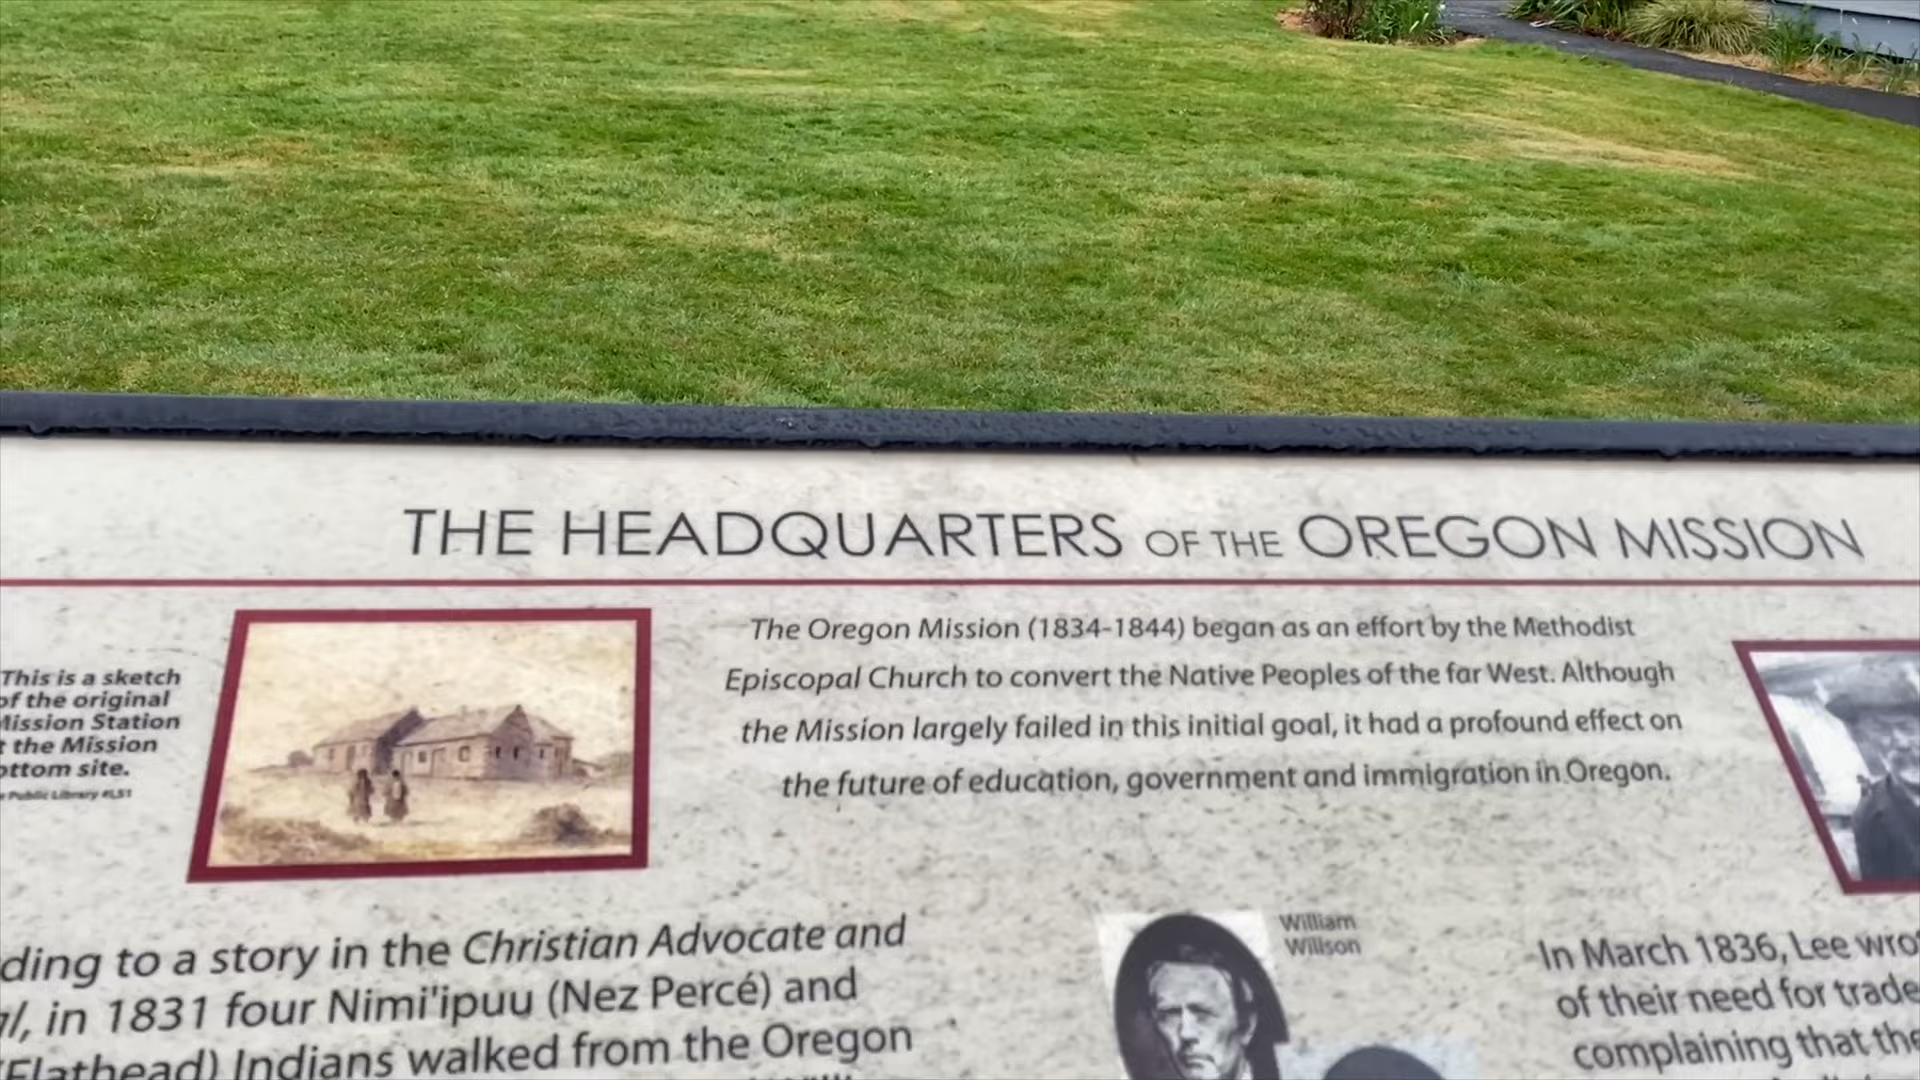 THE HEADQUARTERS OF THE OREGON MISSION
This is a sketch
of the original
Mission Station
the Mission
site.
Public Library
The Oregon Mission (1834-1844) began as an effort by the Methodist
Episcopal Church to convert the Native Peoples of the far West. Although
the Mission largely failed in this initial goal, it had a profound effect on
the future of education, government and immigration in Oregon.
ding to a story in the Christian Advocate and
in 1831 four Nimi'ipuu (Nez Percé) and
(Flathead) Indians walked from the Oregon
William
Willson
In March 1836, Lee wro
of their need for trade
complaining that the